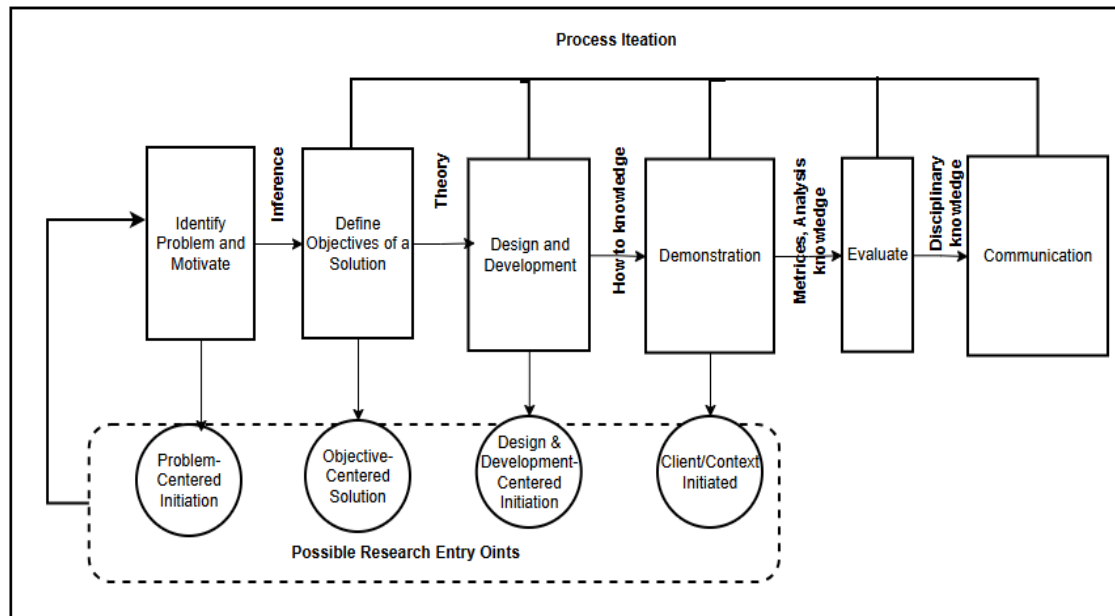 Process Iteation
Identify
Problem and
Motivate
Inference
Define
Objectives of a
Solution
Theory
Design and
Development
How to knowledge
Demonstration
Metrices, Analysis
knowledge
Evaluate
Disciplinary
knowledge
Communication
Problem-
Centered
Initiation
Objective-
Centered
Solution
Design &
Development-
Centered
Initiation
Client/Context
Initiated
Possible Research Entry Oints